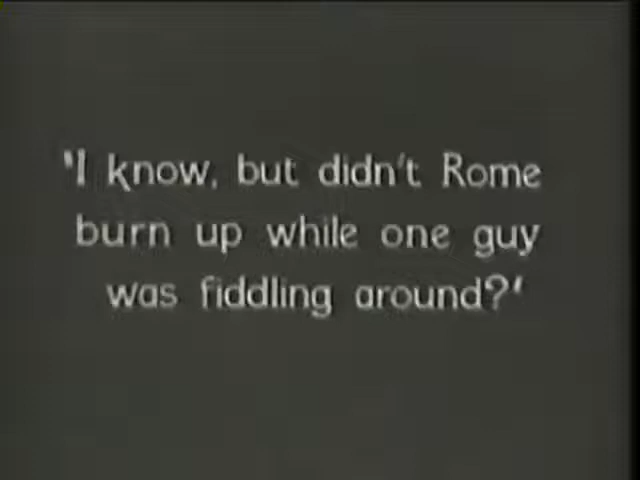 "I know, but didn't Rome
burn up while one guy
was fiddling around?"